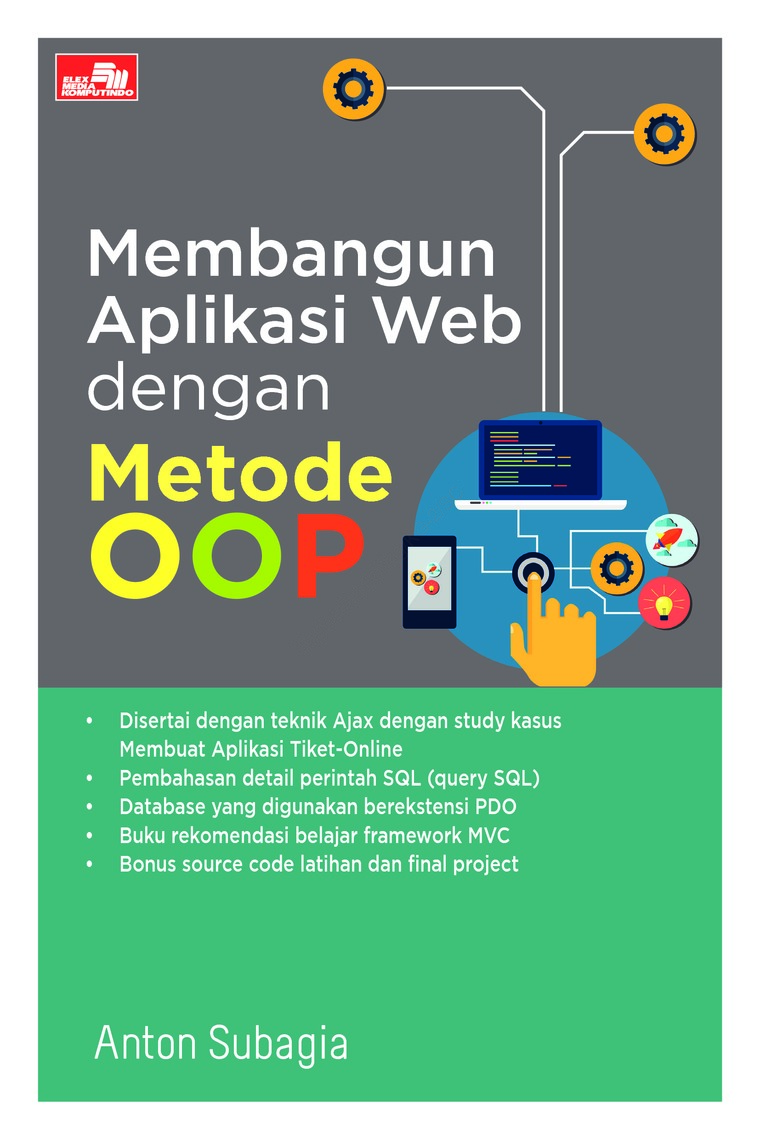 ELEX
MEDIA
KOMPUTINDO
Membangun
Aplikasi Web
dengan
Metode
OOP
• Disertai dengan teknik Ajax dengan study kasus
Membuat Aplikasi Tiket-Online
• Pembahasan detail perintah SQL (query SQL)
• Database yang digunakan berekstensi PDO
• Buku rekomendasi belajar framework MVC
• Bonus source code latihan dan final project
Anton Subagia